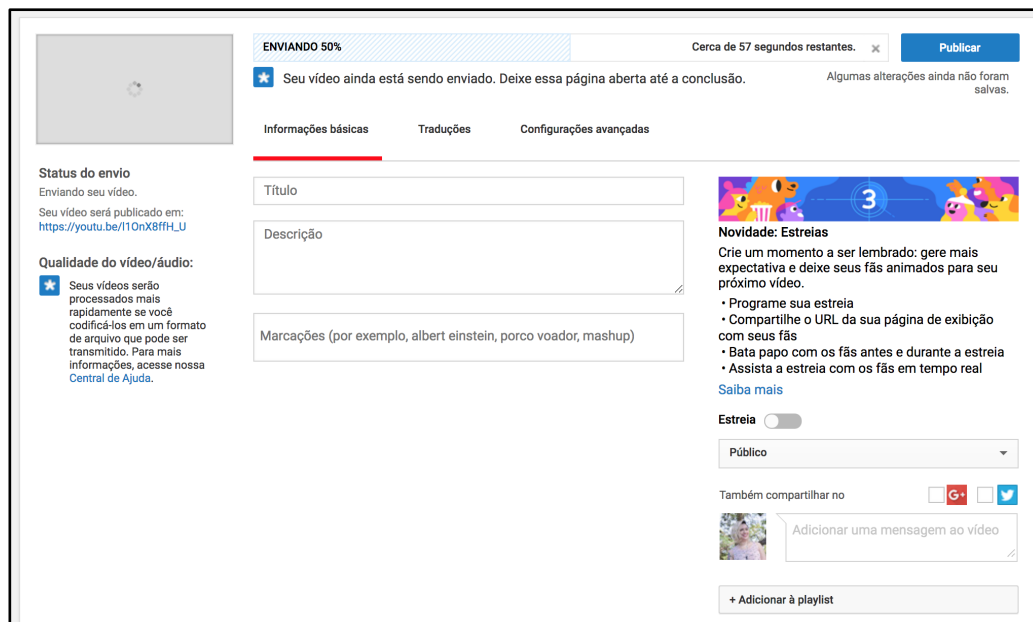 ENVIANDO 50%
Cerca de 57 segundos restantes.
Publicar
Seu vídeo ainda está sendo enviado. Deixe essa página aberta até a conclusão.
Algumas alterações ainda não foram
salvas.
Informações básicas
Traduções
Configurações avançadas
Status do envio
Enviando seu vídeo.
Seu vídeo será publicado em:
https://youtu.be/l1OnX8ffH_U
Qualidade do vídeo/áudio:
Seus vídeos serão
processados mais
rapidamente se você
codificá-los em um formato
de arquivo que pode ser
transmitido. Para mais
informações, acesse nossa
Central de Ajuda.
Título
Descrição
Marcações (por exemplo, albert einstein, porco voador, mashup)
3
Novidade: Estreias
Crie um momento a ser lembrado: gere mais
expectativa e deixe seus fãs animados para seu
próximo vídeo.
• Programe sua estreia
• Compartilhe o URL da sua página de exibição
com seus fãs
• Bata papo com os fãs antes e durante a estreia
• Assista a estreia com os fãs em tempo real
Saiba mais
Estreia
Público
Também compartilhar no
G+
Adicionar uma mensagem ao vídeo
+ Adicionar à playlist